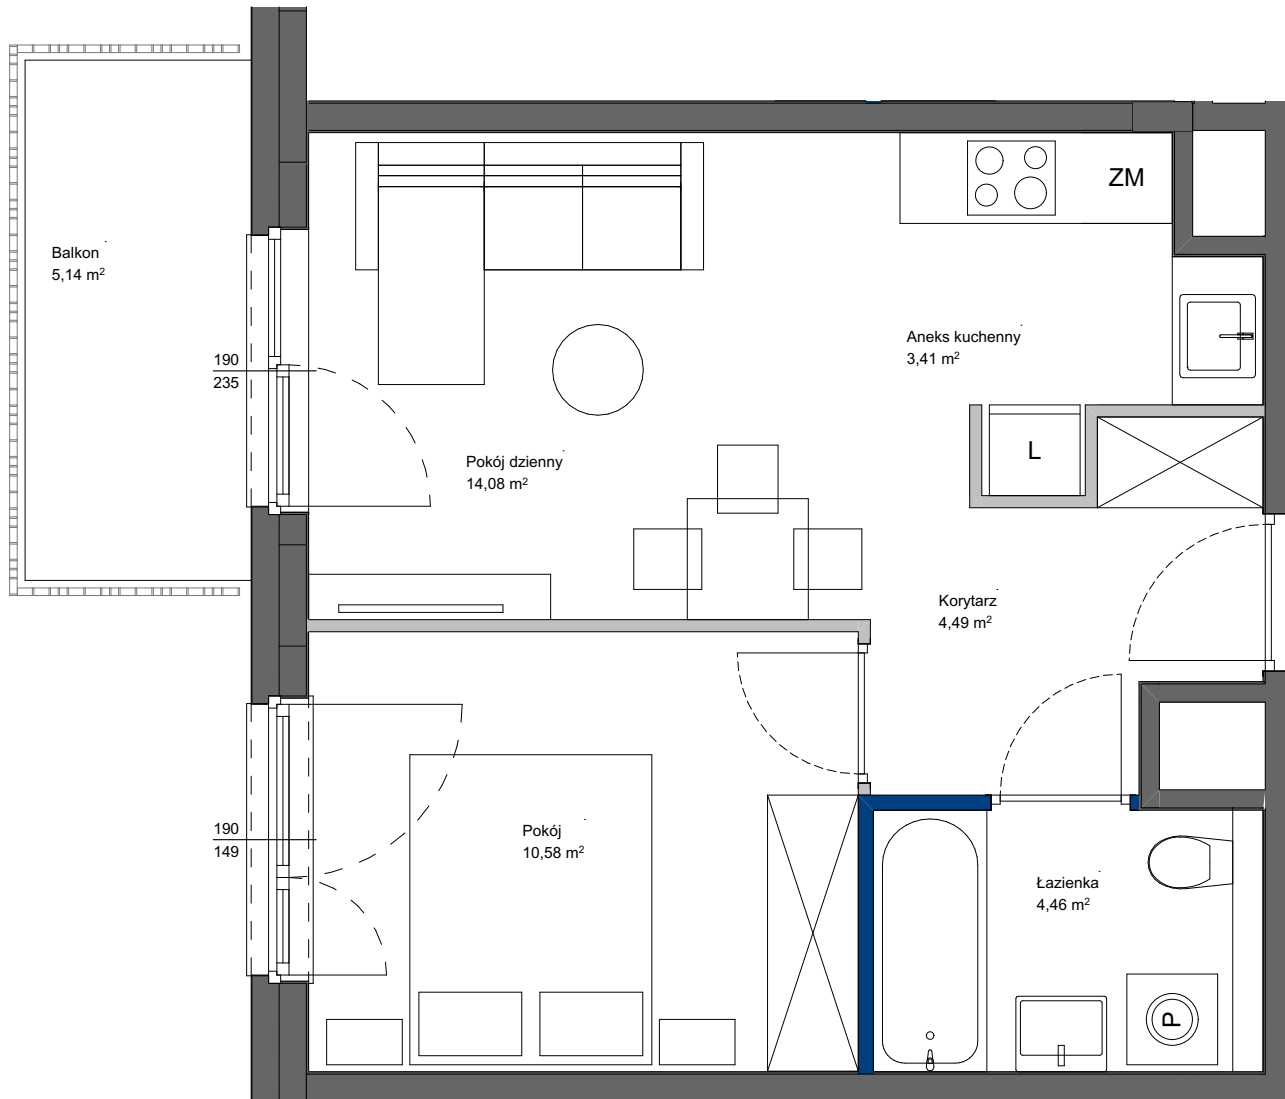 ZM
Balkon
5,14 m²
Aneks kuchenny
3,41 m²
190
235
L
Pokój dzienny
14,08 m²
Korytarz
4,49 m²
190
149
Pokój
10,58 m²
Łazienka
4,46 m²
P